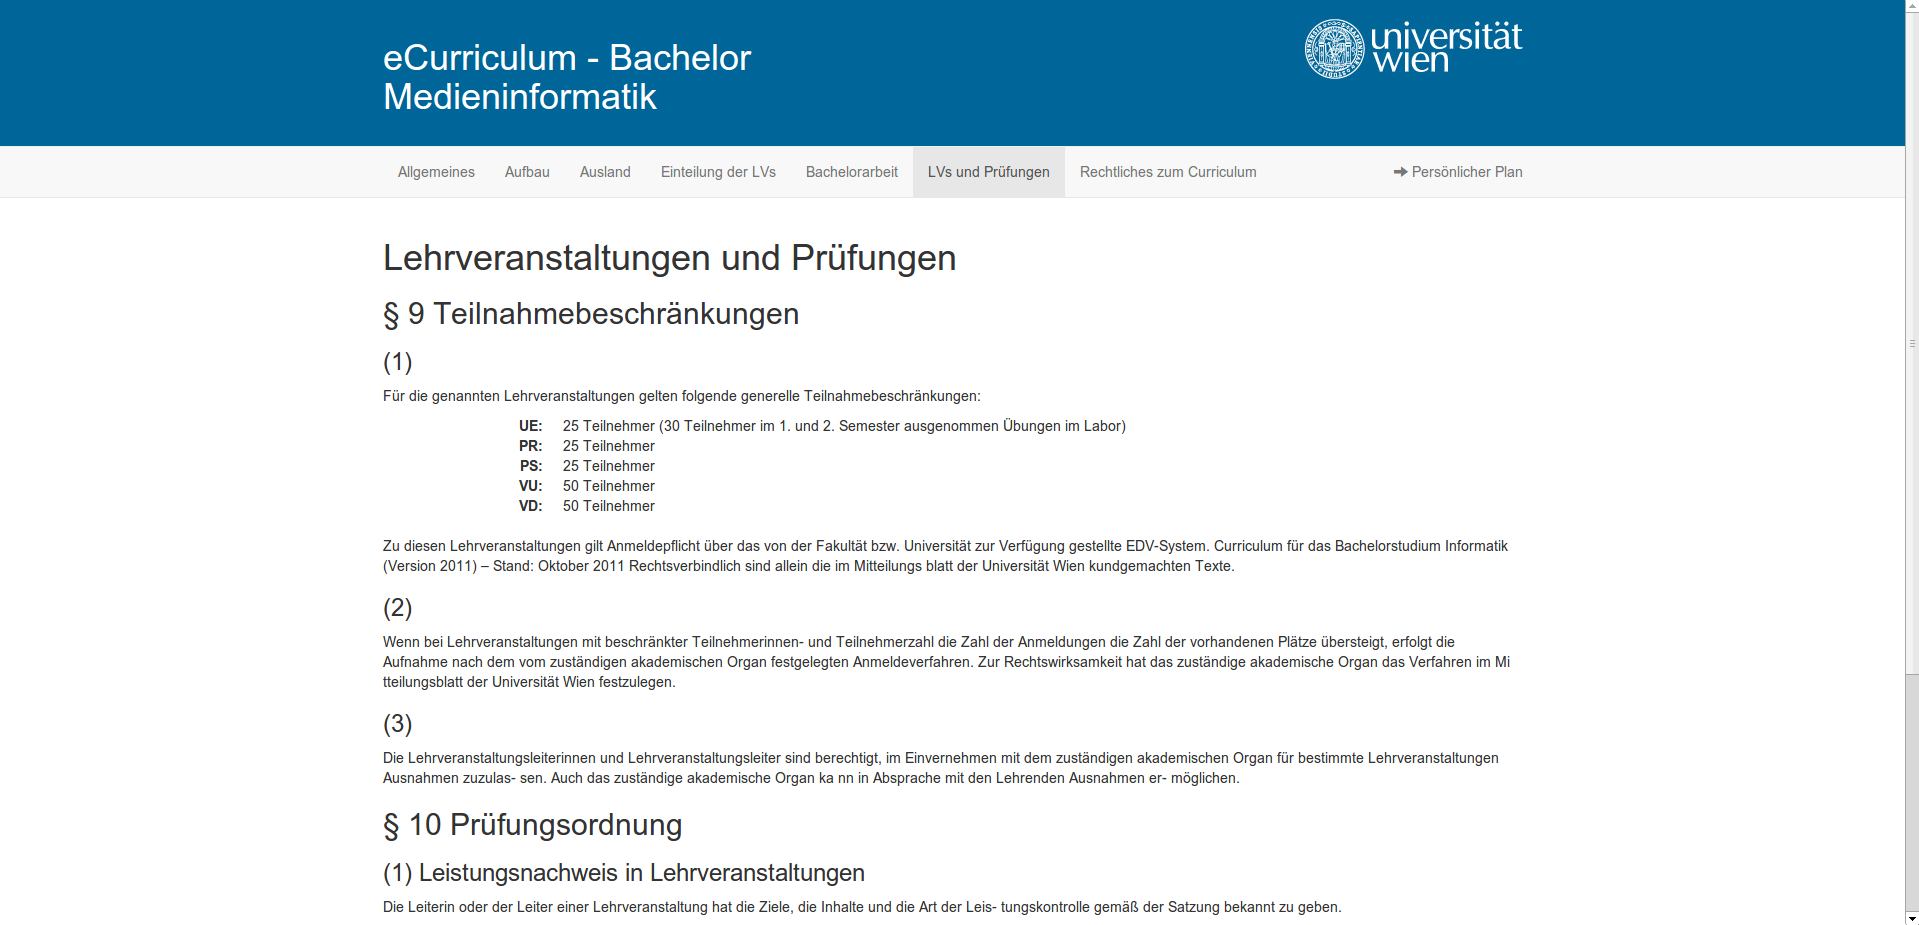 eCurriculum - Bachelor
Medieninformatik
universität
wien
Allgemeines Aufbau Ausland Einteilung der LVs Bachelorarbeit LVs und Prüfungen Rechtliches zum Curriculum Persönlicher Plan
Lehrveranstaltungen und Prüfungen
§ 9 Teilnahmebeschränkungen
(1)
Für die genannten Lehrveranstaltungen gelten folgende generelle Teilnahmebeschränkungen:
UE: 25 Teilnehmer (30 Teilnehmer im 1. und 2. Semester ausgenommen Übungen im Labor)
PR: 25 Teilnehmer
PS: 25 Teilnehmer
VU: 50 Teilnehmer
VD: 50 Teilnehmer
Zu diesen Lehrveranstaltungen gilt Anmeldepflicht über das von der Fakultät bzw. Universität zur Verfügung gestellte EDV-System. Curriculum für das Bachelorstudium Informatik
(Version 2011) – Stand: Oktober 2011 Rechtsverbindlich sind allein die im Mitteilungs blatt der Universität Wien kundgemachten Texte.
(2)
Wenn bei Lehrveranstaltungen mit beschränkter Teilnehmerinnen- und Teilnehmerzahl die Zahl der Anmeldungen die Zahl der vorhandenen Plätze übersteigt, erfolgt die
Aufnahme nach dem vom zuständigen akademischen Organ festgelegten Anmeldeverfahren. Zur Rechtswirksamkeit hat das zuständige akademische Organ das Verfahren im Mi
tteilungsblatt der Universität Wien festzulegen.
(3)
Die Lehrveranstaltungsleiterinnen und Lehrveranstaltungsleiter sind berechtigt, im Einvernehmen mit dem zuständigen akademischen Organ für bestimmte Lehrveranstaltungen
Ausnahmen zuzulas- sen. Auch das zuständige akademische Organ ka nn in Absprache mit den Lehrenden Ausnahmen er- möglichen.
§ 10 Prüfungsordnung
(1) Leistungsnachweis in Lehrveranstaltungen
Die Leiterin oder der Leiter einer Lehrveranstaltung hat die Ziele, die Inhalte und die Art der Leis- tungskontrolle gemäß der Satzung bekannt zu geben.